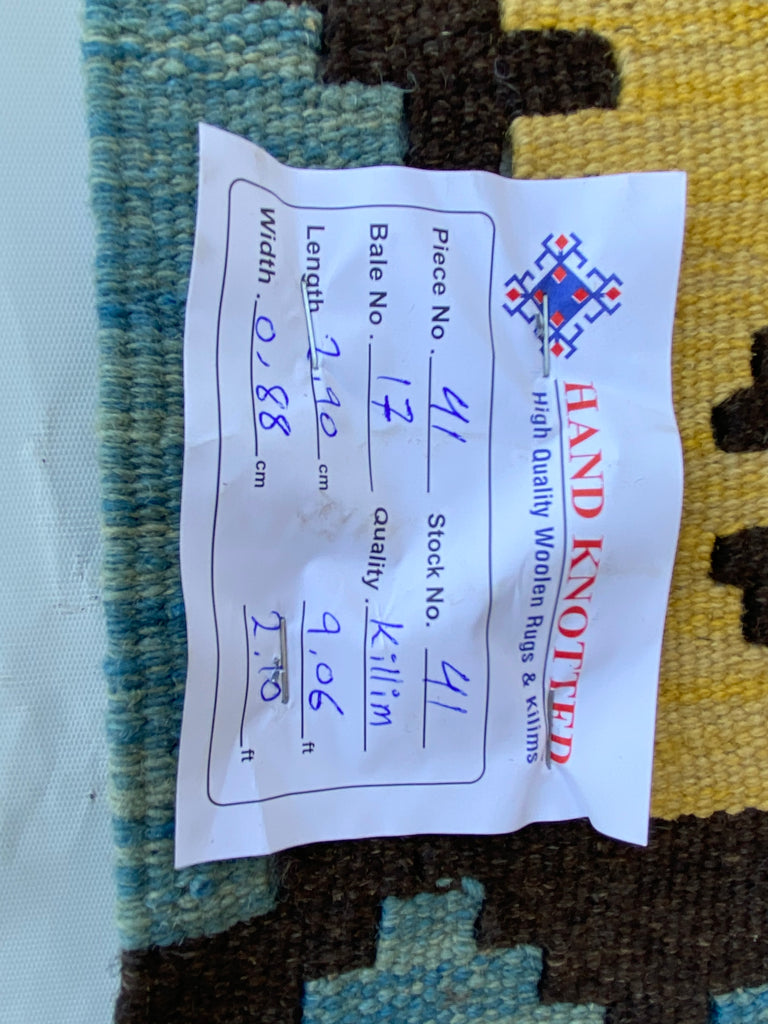 HAND KNOTTED
High Quality Woolen Rugs & Kilims
Piece No. 41 Stock No. 41
Bale No. 17 Quality. Killim
Length 2,90 cm 9.06 ft
Width. 0,88 cm 2.10 ft